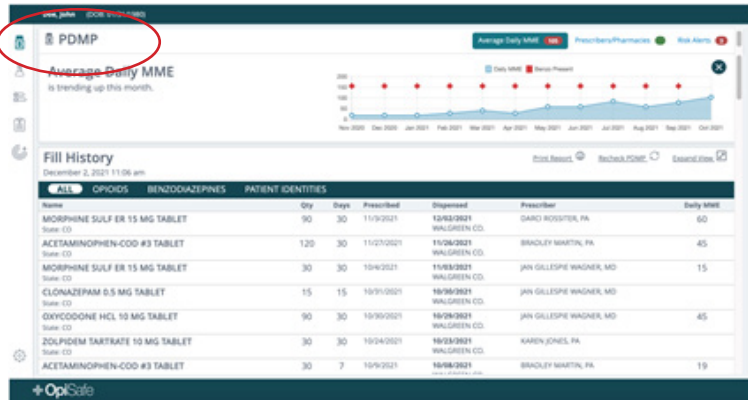 Doe, John (DOB: 01/01/1980)
PDMP
Average Daily MME
Prescribers/Pharmacies
Risk Alerts
Average Daily MME
is trending up this month.
Daily MME Benzo Present
200
150
100
50
0
Nov 2020 Dec 2020 Jan 2021 Feb 2021 Mar 2021 Apr 2021 May 2021 Jun 2021 Jul 2021 Aug 2021 Sep 2021 Oct 2021
Fill History
December 2, 2021 11:06 am
Print Report Recheck PDMP Expand View
ALL OPIOIDS BENZODIAZEPINES PATIENT IDENTITIES
Name Qty Days Prescribed Dispensed Prescriber Daily MME
MORPHINE SULF ER 15 MG TABLET 90 30 11/3/2021 12/02/2021 DARCI ROSSITER, PA 60
State: CO WALGREEN CO.
ACETAMINOPHEN-COD #3 TABLET 120 30 11/27/2021 11/26/2021 BRADLEY MARTIN, PA 45
State: CO WALGREEN CO.
MORPHINE SULF ER 15 MG TABLET 30 30 10/4/2021 11/03/2021 JAN GILLESPIE WAGNER, MD 15
State: CO WALGREEN CO.
CLONAZEPAM 0.5 MG TABLET 15 15 10/31/2021 10/30/2021 JAN GILLESPIE WAGNER, MD
State: CO WALGREEN CO.
OXYCODONE HCL 10 MG TABLET 90 30 10/30/2021 10/29/2021 JAN GILLESPIE WAGNER, MD 45
State: CO WALGREEN CO.
ZOLPIDEM TARTRATE 10 MG TABLET 30 30 10/24/2021 10/23/2021 KAREN JONES, PA
State: CO WALGREEN CO.
ACETAMINOPHEN-COD #3 TABLET 30 7 10/9/2021 10/08/2021 BRADLEY MARTIN, PA 19
OpiSafe